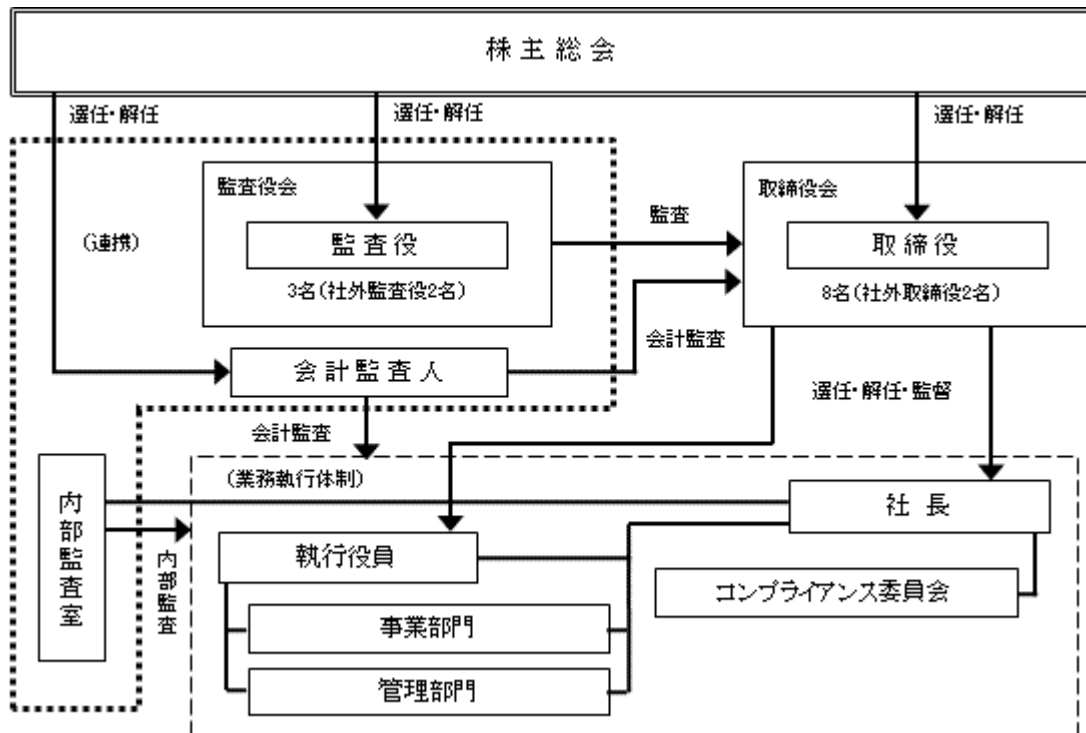 株主総会
選任・解任
選任・解任
選任・解任
監査役会
取締役会
監査
(連携)
監査役
取締役
3名(社外監査役2名)
8名(社外取締役2名)
会計監査
会計監査人
選任・解任・監督
会計監査
(業務執行体制)
内部監査室
社長
内部監査
執行役員
コンプライアンス委員会
事業部門
管理部門